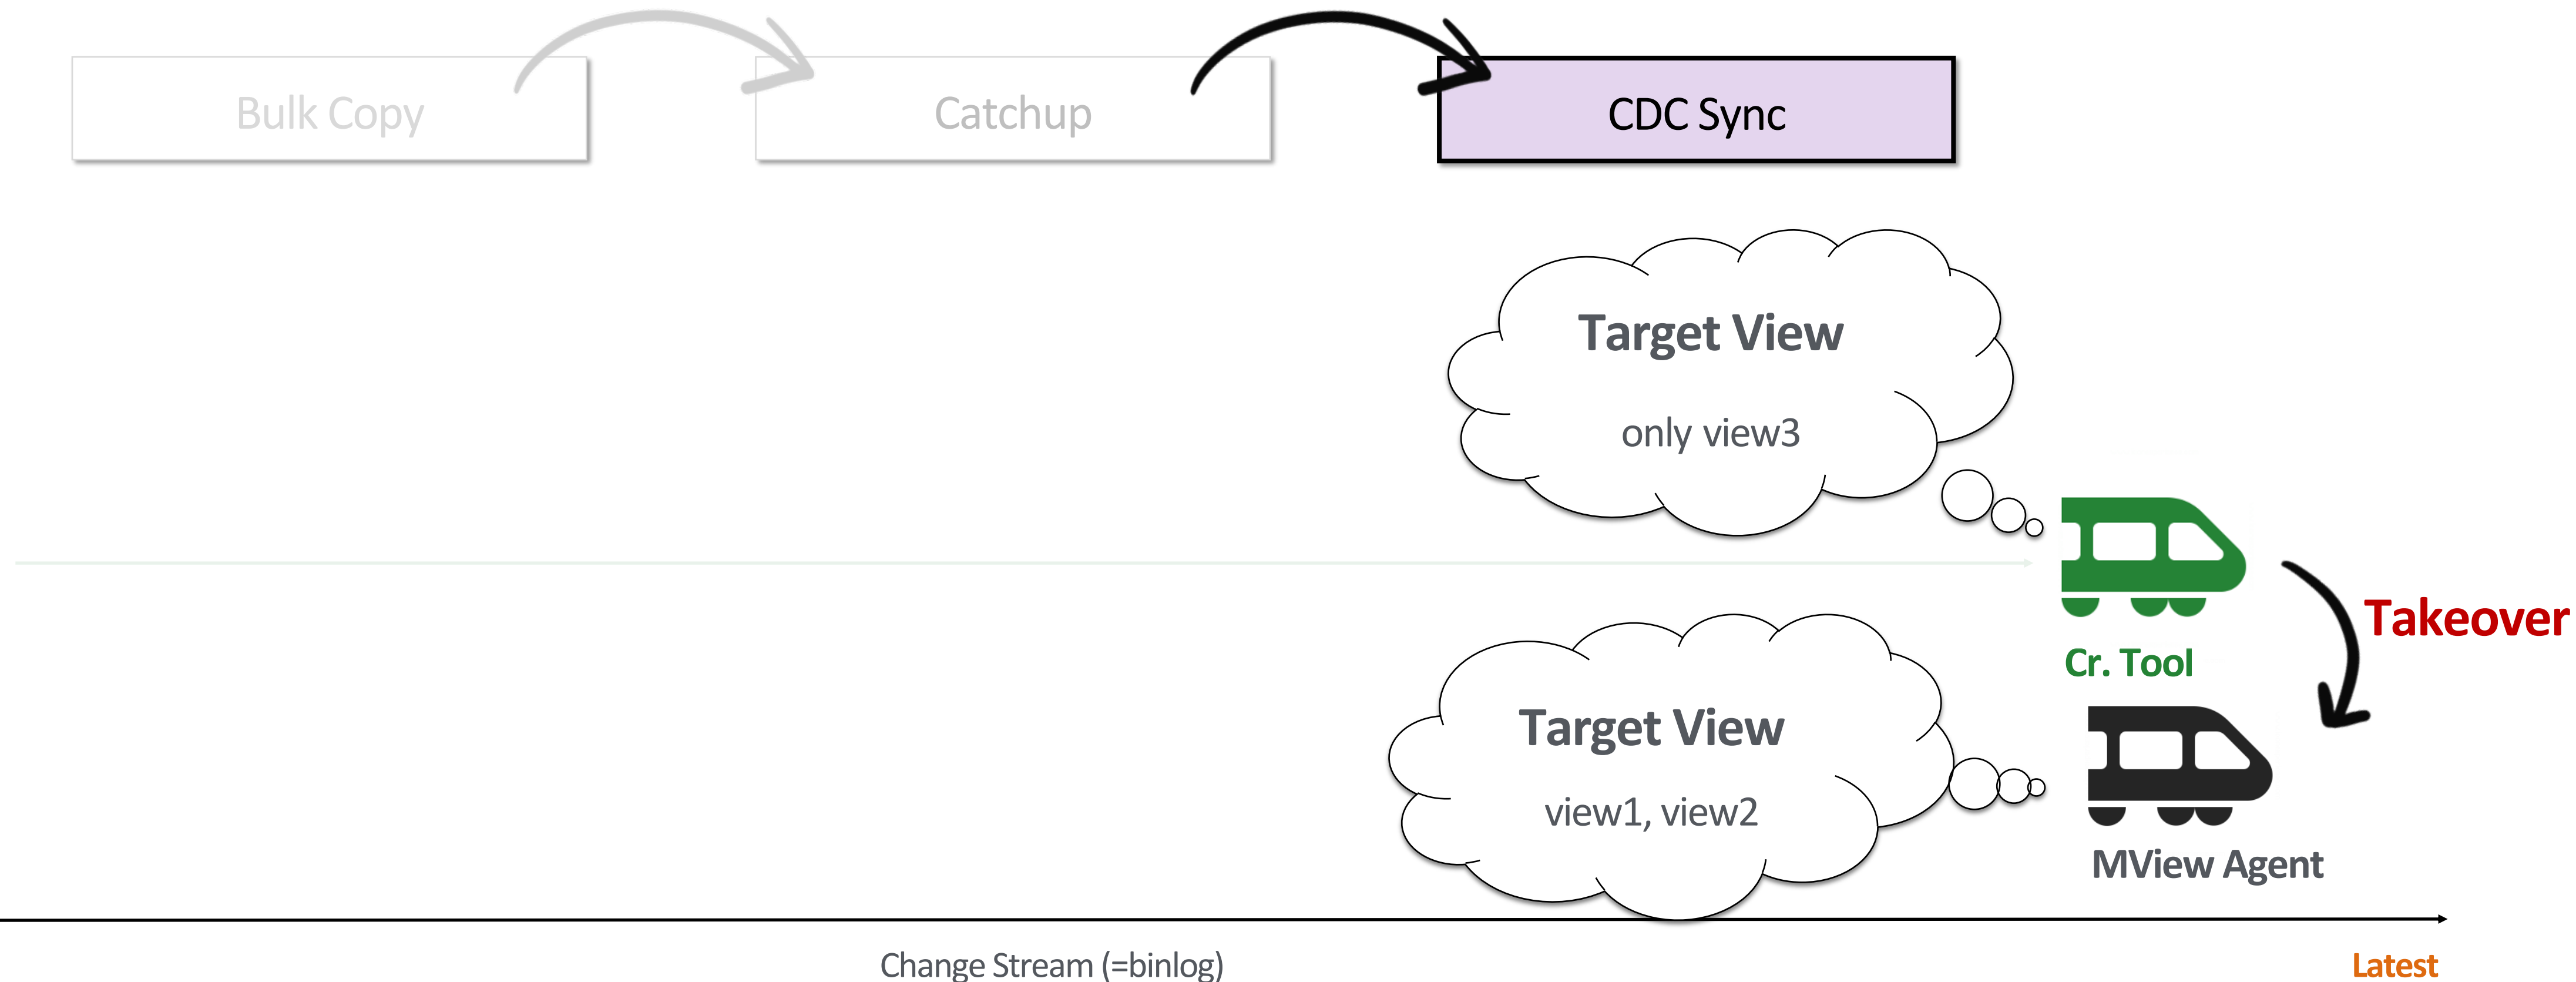 Bulk Copy
Catchup
CDC Sync
Target View
only view3
Takeover
Cr. Tool
Target View
view1, view2
MView Agent
Change Stream (=binlog)
Latest